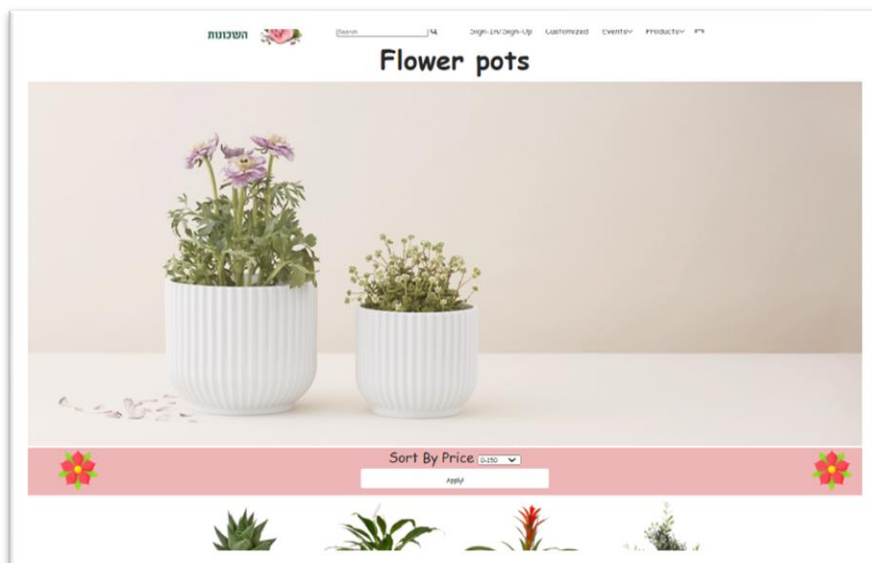 השכונות
Search
Sign-In/Sign-Up Customized Events Products
Flower pots
Sort By Price 0-150
Apply!